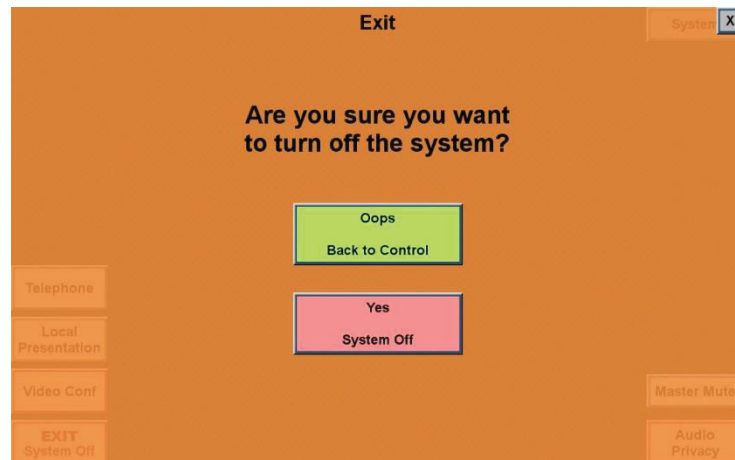 Exit
System
X
Are you sure you want
to turn off the system?
Oops
Back to Control
Yes
System Off
Telephone
Local
Presentation
Video Conf
EXIT
System Off
Master Mute
Audio
Privacy